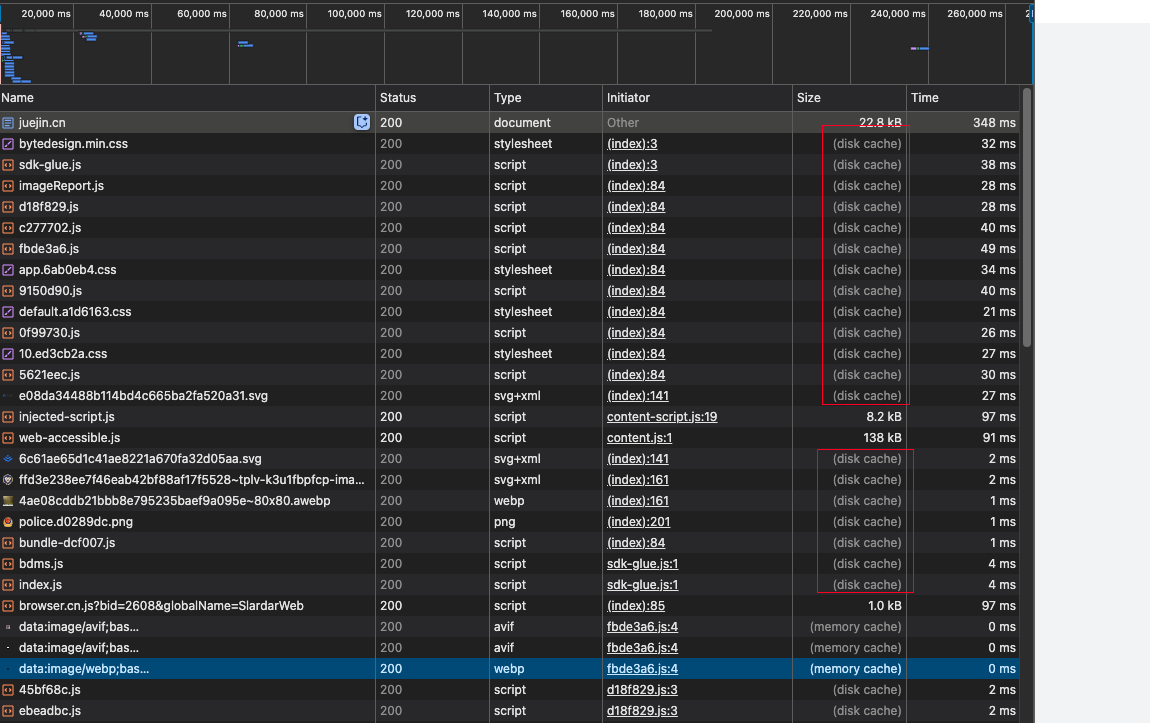 20,000 ms 40,000 ms 60,000 ms 80,000 ms 100,000 ms 120,000 ms 140,000 ms 160,000 ms 180,000 ms 200,000 ms 220,000 ms 240,000 ms 260,000 ms
Name Status Type Initiator Size Time
juejin.cn 200 document Other 22.8 kB 348 ms
bytedesign.min.css 200 stylesheet (index):3 (disk cache) 32 ms
sdk-glue.js 200 script (index):3 (disk cache) 38 ms
imageReport.js 200 script (index):84 (disk cache) 28 ms
d18f829.js 200 script (index):84 (disk cache) 28 ms
c277702.js 200 script (index):84 (disk cache) 40 ms
fbde3a6.js 200 script (index):84 (disk cache) 49 ms
app.6ab0eb4.css 200 stylesheet (index):84 (disk cache) 34 ms
9150d90.js 200 script (index):84 (disk cache) 40 ms
default.a1d6163.css 200 stylesheet (index):84 (disk cache) 21 ms
0f99730.js 200 script (index):84 (disk cache) 26 ms
10.ed3cb2a.css 200 stylesheet (index):84 (disk cache) 27 ms
5621eec.js 200 script (index):84 (disk cache) 30 ms
e08da34488b114bd4c665ba2fa520a31.svg 200 svg+xml (index):141 (disk cache) 27 ms
injected-script.js 200 script content-script.js:19 8.2 kB 97 ms
web-accessible.js 200 script content.js:1 138 kB 91 ms
6c61ae65d1c41ae8221a670fa32d05aa.svg 200 svg+xml (index):141 (disk cache) 2 ms
ffd3e238ee7f46eab42bf88af17f5528~tplv-k3u1fbpfcp-ima... 200 svg+xml (index):161 (disk cache) 2 ms
4ae08cddb21bbb8e795235baef9a095e~80x80.awebp 200 webp (index):161 (disk cache) 1 ms
police.d0289dc.png 200 png (index):201 (disk cache) 1 ms
bundle-dcf007.js 200 script (index):84 (disk cache) 1 ms
bdms.js 200 script sdk-glue.js:1 (disk cache) 4 ms
index.js 200 script sdk-glue.js:1 (disk cache) 4 ms
browser.cn.js?bid=2608&globalName=SlardarWeb 200 script (index):85 1.0 kB 97 ms
data:image/avif;bas... 200 avif fbde3a6.js:4 (memory cache) 0 ms
data:image/avif;bas... 200 avif fbde3a6.js:4 (memory cache) 0 ms
data:image/webp;bas... 200 webp fbde3a6.js:4 (memory cache) 0 ms
45bf68c.js 200 script d18f829.js:3 (disk cache) 2 ms
ebeadbc.js 200 script d18f829.js:3 (disk cache) 2 ms